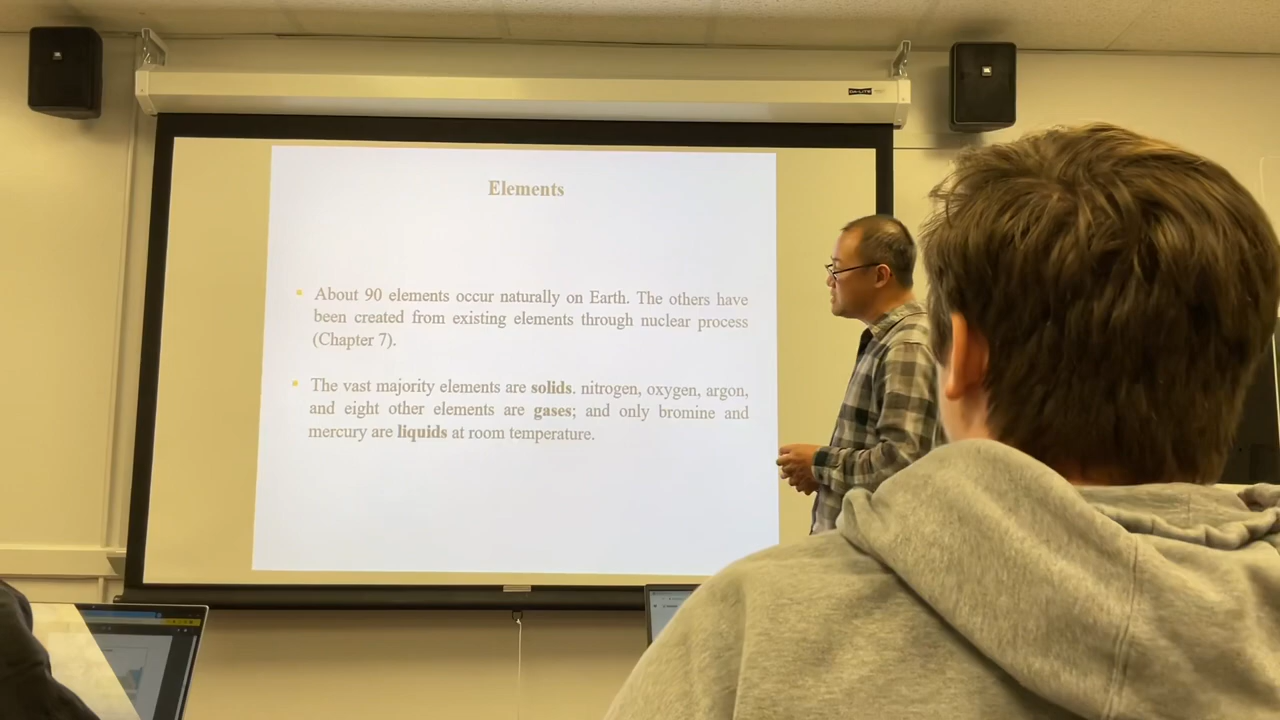 DA-LITE
Elements
About 90 elements occur naturally on Earth. The others have
been created from existing elements through nuclear process
(Chapter 7).
The vast majority elements are solids. nitrogen, oxygen, argon,
and eight other elements are gases; and only bromine and
mercury are liquids at room temperature.